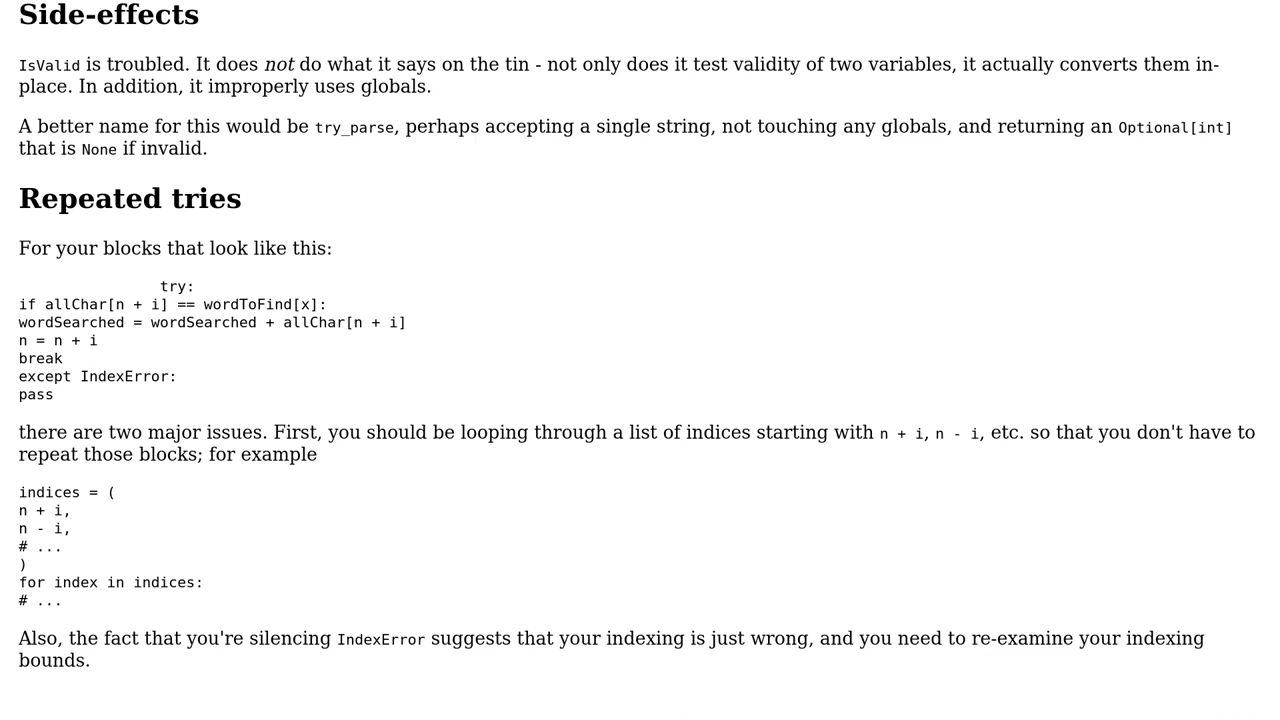 Side-effects
IsValid is troubled. It does not do what it says on the tin - not only does it test validity of two variables, it actually converts them in-
place. In addition, it improperly uses globals.
A better name for this would be try_parse, perhaps accepting a single string, not touching any globals, and returning an Optional[int]
that is None if invalid.
Repeated tries
For your blocks that look like this:
try:
if allChar[n + i] == wordToFind[x]:
wordSearched = wordSearched + allChar[n + i]
n = n + i
break
except IndexError:
pass
there are two major issues. First, you should be looping through a list of indices starting with n + i, n - i, etc. so that you don't have to
repeat those blocks; for example
indices = (
n + i,
n - i,
# ...
)
for index in indices:
# ...
Also, the fact that you're silencing IndexError suggests that your indexing is just wrong, and you need to re-examine your indexing
bounds.